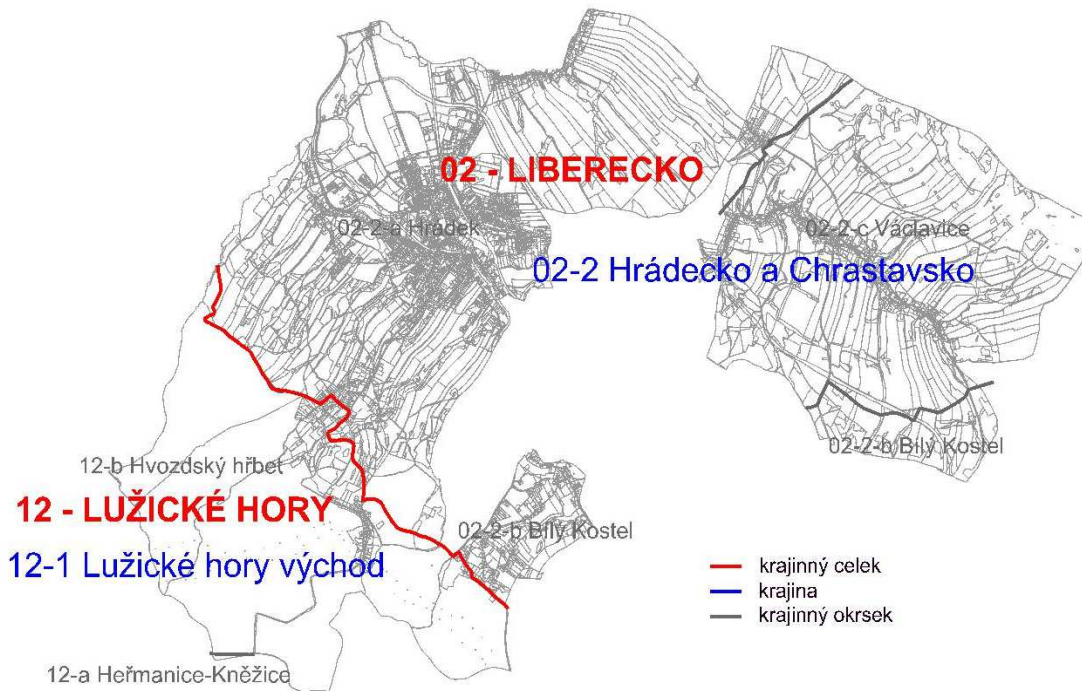 02 - LIBERECKO
02-2-a Hrádek
02-2-c Václavice
02-2 Hrádecko a Chrastavsko
02-2-b Bílý Kostel
12-b Hvozdský hřbet
12 - LUŽICKÉ HORY
02-2-b Bílý Kostel
12-1 Lužické hory východ
krajinný celek
krajina
krajinný okrsek
12-a Heřmanice-Kněžice